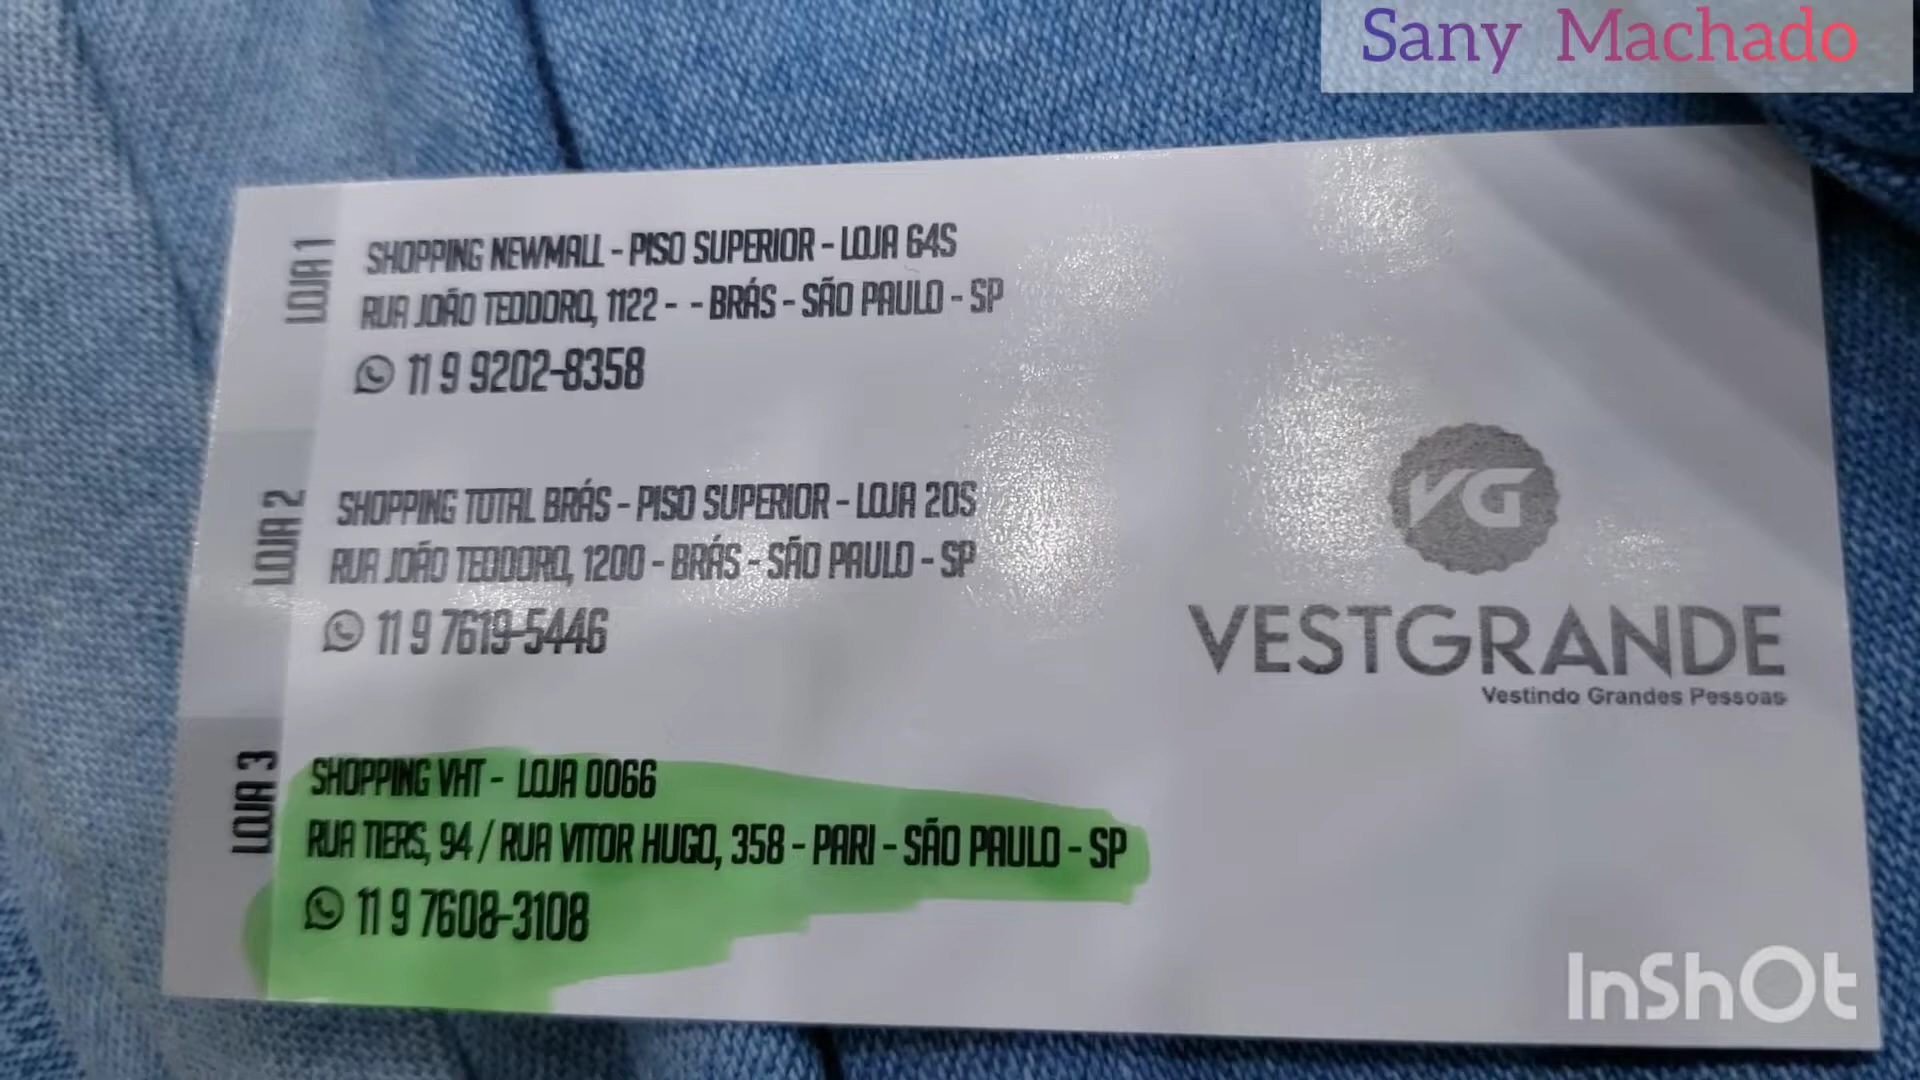 Sany Machado
LOJA 1
SHOPPING NEWMALL - PISO SUPERIOR - LOJA 64S
RUA JOÃO TEODORO, 1122 - - BRÁS - SÃO PAULO - SP
11 9 9202-8358
LOJA 2
SHOPPING TOTAL BRÁS - PISO SUPERIOR - LOJA 20S
RUA JOÃO TEODORO, 1200 - BRÁS - SÃO PAULO - SP
11 9 7619-5446
LOJA 3
SHOPPING VHT - LOJA 0066
RUA TIERS, 94 / RUA VITOR HUGO, 358 - PARI - SÃO PAULO - SP
11 9 7608-3108
VG
VESTGRANDE
Vestindo Grandes Pessoas
InShOt